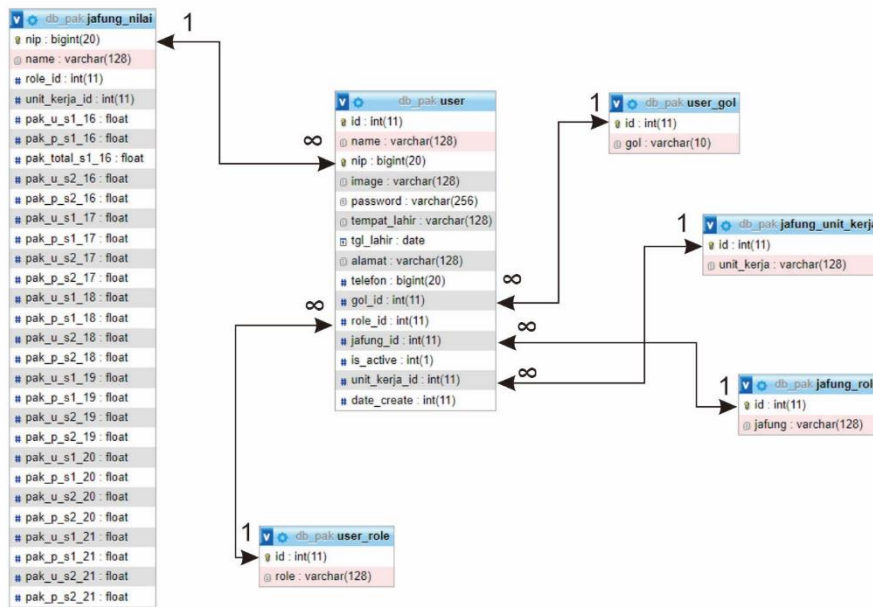 db_pak jafung_nilai
nip : bigint(20)
name : varchar(128)
role_id : int(11)
unit_kerja_id : int(11)
pak_u_s1_16 : float
pak_p_s1_16 : float
pak_total_s1_16 : float
pak_u_s2_16 : float
pak_p_s2_16 : float
pak_u_s1_17 : float
pak_p_s1_17 : float
pak_u_s2_17 : float
pak_p_s2_17 : float
pak_u_s1_18 : float
pak_p_s1_18 : float
pak_u_s2_18 : float
pak_p_s2_18 : float
pak_u_s1_19 : float
pak_p_s1_19 : float
pak_u_s2_19 : float
pak_p_s2_19 : float
pak_u_s1_20 : float
pak_p_s1_20 : float
pak_u_s2_20 : float
pak_p_s2_20 : float
pak_u_s1_21 : float
pak_p_s1_21 : float
pak_u_s2_21 : float
pak_p_s2_21 : float
1
∞
∞
db_pak user
id : int(11)
name : varchar(128)
nip : bigint(20)
image : varchar(128)
password : varchar(256)
tempat_lahir : varchar(128)
tgl_lahir : date
alamat : varchar(128)
telefon : bigint(20)
gol_id : int(11)
role_id : int(11)
jafung_id : int(11)
is_active : int(1)
unit_kerja_id : int(11)
date_create : int(11)
∞
∞
∞
1
db_pak user_gol
id : int(11)
gol : varchar(10)
1
db_pak jafung_unit_kerja
id : int(11)
unit_kerja : varchar(128)
1
db_pak jafung_rol
id : int(11)
jafung : varchar(128)
1
db_pak user_role
id : int(11)
role : varchar(128)